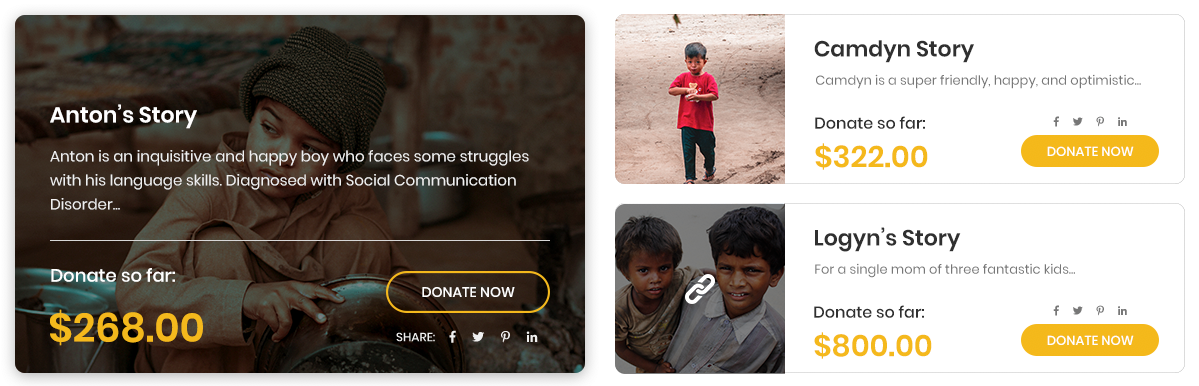 Anton's Story
Anton is an inquisitive and happy boy who faces some struggles
with his language skills. Diagnosed with Social Communication
Disorder...
Donate so far:
$268.00
DONATE NOW
SHARE:
Camdyn Story
Camdyn is a super friendly, happy, and optimistic...
Donate so far:
$322.00
DONATE NOW
Logyn's Story
For a single mom of three fantastic kids...
Donate so far:
$800.00
DONATE NOW